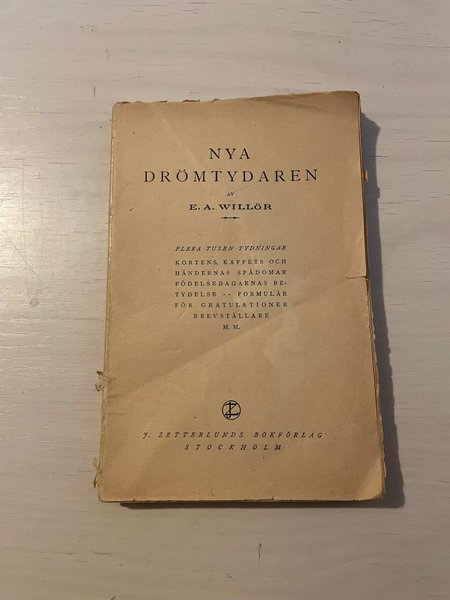 NYA
DRÖMTYDAREN
AV
E. A. WILLÖR
FLERA TUSEN TYDNINGAR
KORTENS, KAFFETS OCH
HÄNDERNAS SPÅDOMAR
FÖDELSEDAGARNAS BE-
TYDELSE -- FORMULÄR
FÖR GRATULATIONER
BREVSTÄLLARE
M. M.
J. ZETTERLUNDS BOKFÖRLAG
STOCKHOLM